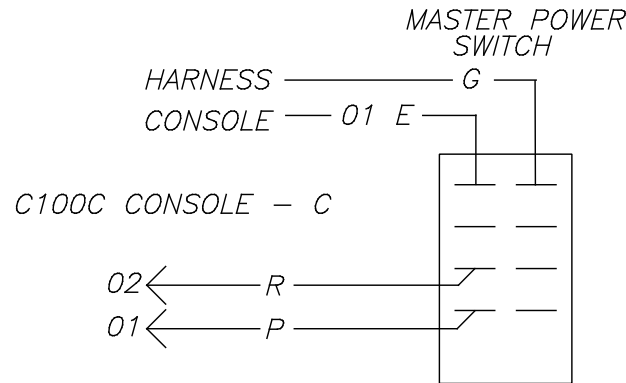 MASTER POWER
SWITCH
HARNESS G
CONSOLE 01 E
C100C CONSOLE - C
02 R
01 P